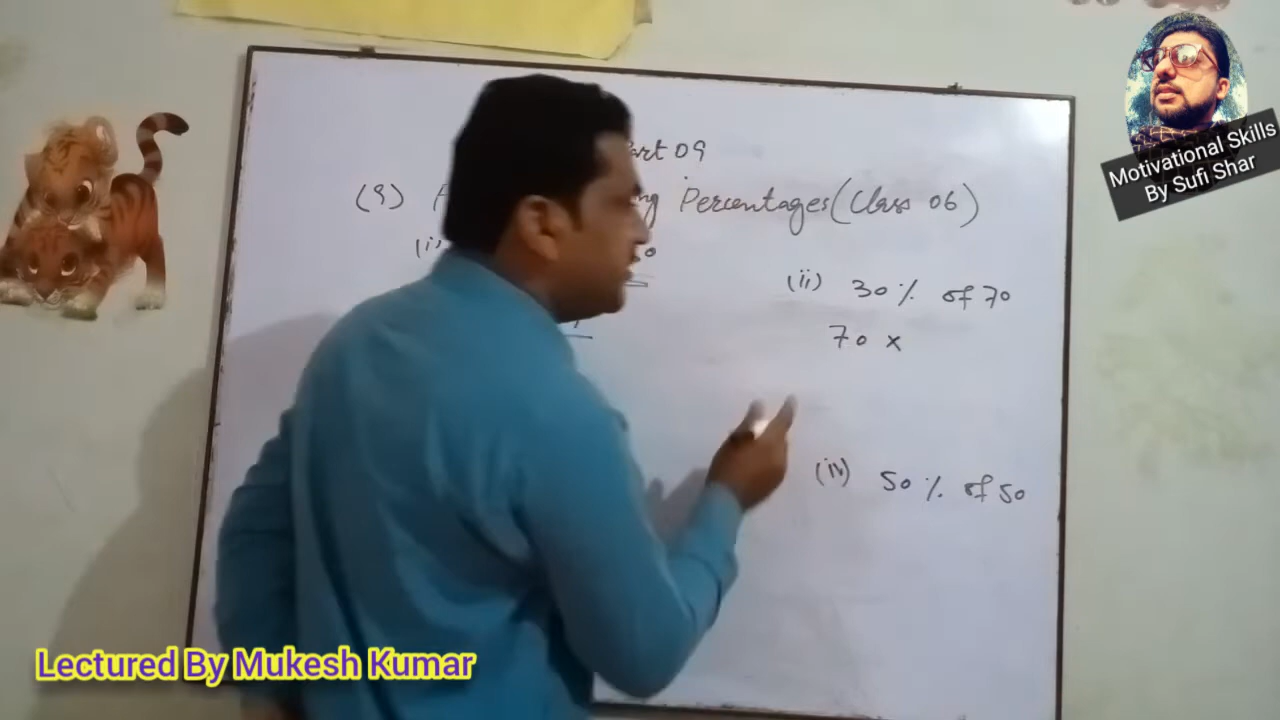 Part 09
(9) Percentages (Class 06)
(i)
(ii) 30% of 70
70 x
(iv) 50% of 50
Motivational Skills
By Sufi Shar
Lectured By Mukesh Kumar